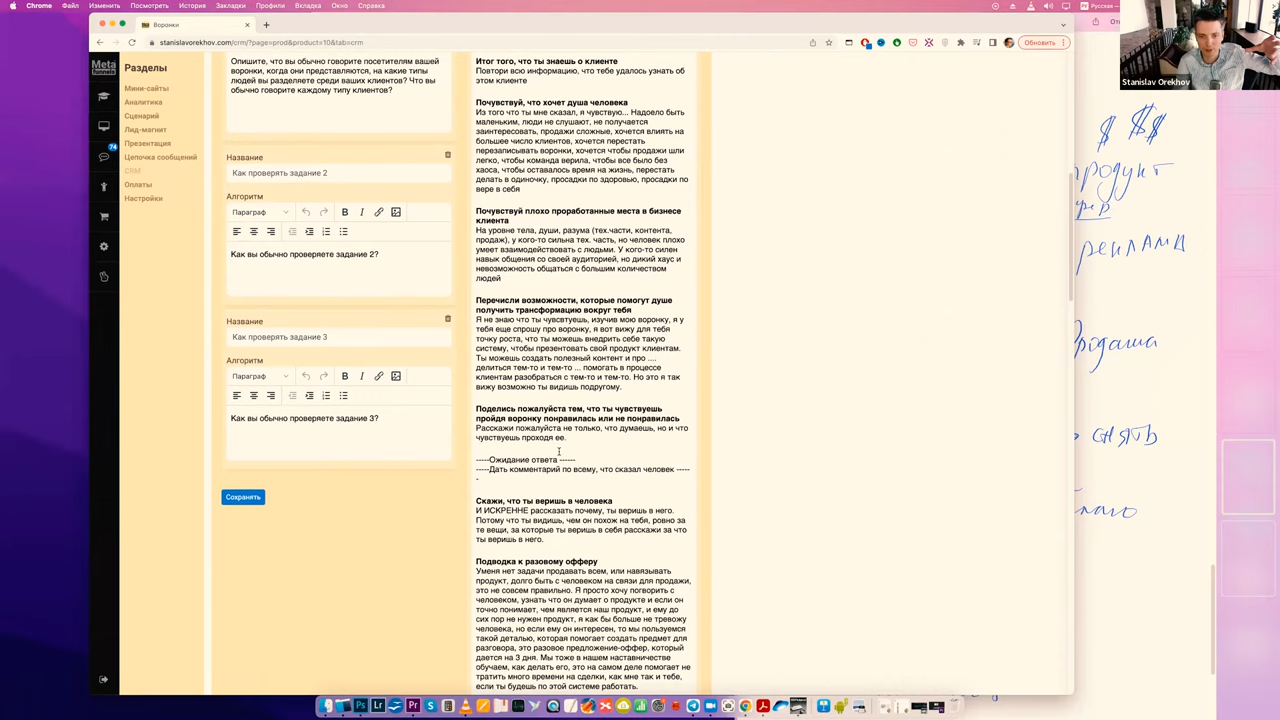 Chrome Файл Изменить Просмотреть История Закладки Профили Вкладка Окно Справка
Русская
Воронки
stanislavorekhov.com/crm/?page=prod&product=10&tab=crm
Обновить
Stanislav Orekhov
Meta
funnels
74
Разделы
Мини-сайты
Аналитика
Сценарий
Лид-магнит
Презентация
Цепочка сообщений
CRM
Оплаты
Настройки
Опишите, что вы обычно говорите посетителям вашей
воронки, когда они представляются, на какие типы
людей вы разделяете среди ваших клиентов? Что вы
обычно говорите каждому типу клиентов?
Название
Как проверять задание 2
Алгоритм
Параграф
Как вы обычно проверяете задание 2?
Название
Как проверять задание 3
Алгоритм
Параграф
Как вы обычно проверяете задание 3?
Сохранять
Итог того, что ты знаешь о клиенте
Повтори всю информацию, что тебе удалось узнать об
этом клиенте
Почувствуй, что хочет душа человека
Из того что ты мне сказал, я чувствую... Надоело быть
маленьким, люди не слушают, не получается
заинтересовать, продажи сложные, хочется влиять на
большее число клиентов, хочется перестать
перезаписывать воронки, хочется чтобы продажи шли
легко, чтобы команда верила, чтобы все было без
хасса, чтобы оставалось время на жизнь, перестать
делать в одиночку, просадки по здоровью, просадки по
вере в себя
Почувствуй плохо проработанные места в бизнесе
клиента
На уровне тела, души, разума (тех.части, контента,
продаж), у кого-то сильна тех. часть, но человек плохо
умеет взаимодействовать с людьми. У кого-то силен
навык общения со своей аудиторией, но дикий хаус и
невозможность общаться с большим количеством
людей
Перечисли возможности, которые помогут душе
получить трансформацию вокруг тебя
Я не знаю что ты чувствуешь, изучив мою воронку, я у
тебя еще спрошу про воронку, я вот вижу для тебя
точку роста, что ты можешь внедрить себе такую
систему, чтобы презентовать свой продукт клиентам.
Ты можешь создать полезный контент и про ....
делиться тем-то и тем-то ... помогать в процессе
клиентам разобраться с тем-то и тем-то. Но это я так
вижу возможно ты видишь подругому.
Поделись пожалуйста тем, что ты чувствуешь
пройдя воронку понравилась или не понравилась
Расскажи пожалуйста не только, что думаешь, но и что
чувствуешь проходя ее.
-----Ожидание ответа ------
-----Дать комментарий по всему, что сказал человек -----
-
Скажи, что ты веришь в человека
И ИСКРЕННЕ рассказать почему, ты веришь в него.
Потому что ты видишь, чем он похож на тебя, ровно за
те вещи, за которые ты веришь в себя расскажи за что
ты веришь в него.
Подводка к разовому офферу
Уменя нет задачи продавать всем, или навязывать
продукт, долго быть с человеком на связи для продажи,
это не совсем правильно. Я просто хочу погворить с
человеком, узнать что он думает о продукте и если он
точно понимает, чем является наш продукт, и ему до
сих пор не нужен продукт, я как бы больше не тревожу
человека, но если ему он интересен, то мы пользуемся
такой деталью, которая помогает создать предмет для
разговора, это разовое предложение-оффер, который
дается на 3 дня. Мы тоже в нашем наставничестве
обучаем, как делать его, это на самом деле помогает не
тратить много времени на сделки, как мне так и тебе,
если ты будешь по этой системе работать.
$ $$
продукт
реклама
Продажа
снять